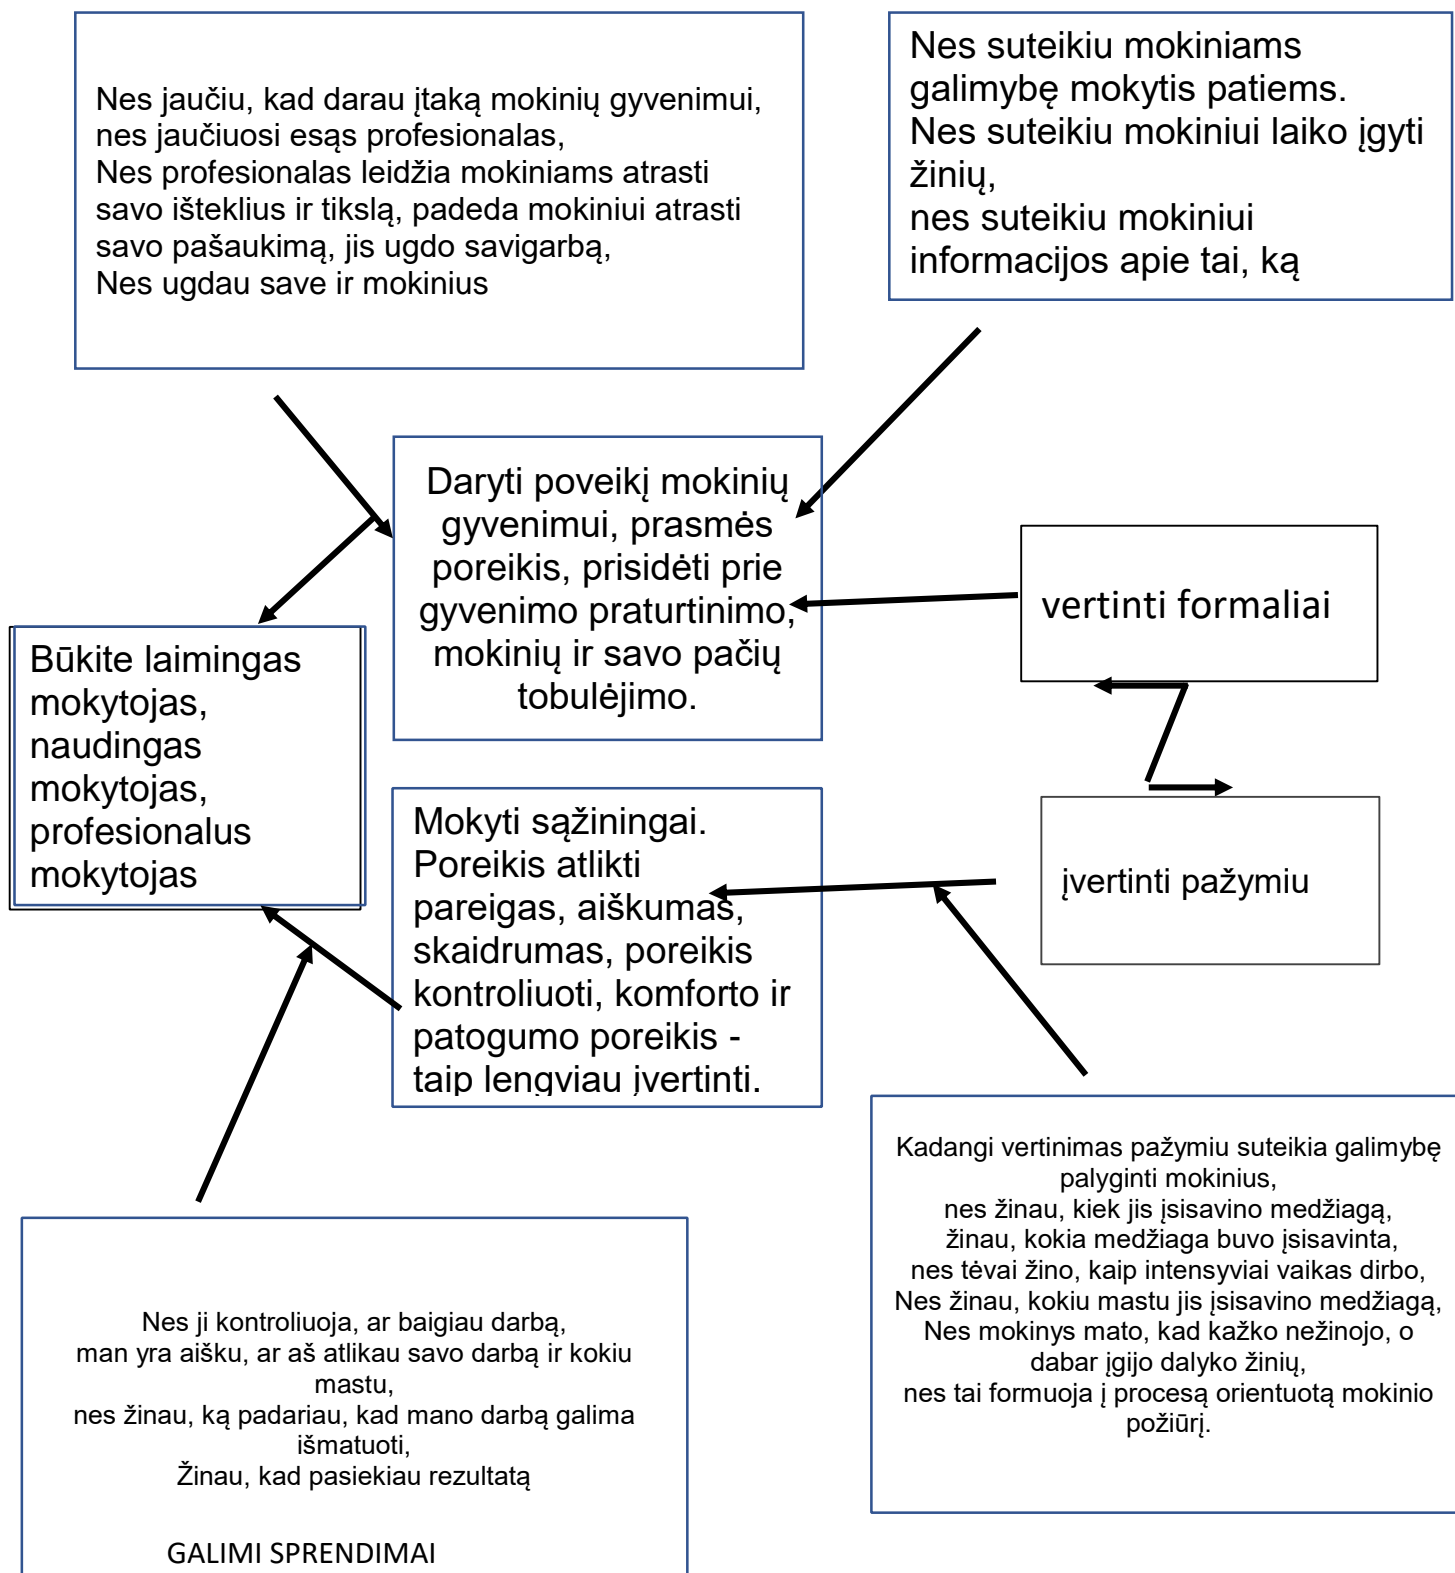 Nes jaučiu, kad darau įtaką mokinių gyvenimui,
nes jaučiuosi esąs profesionalas,
Nes profesionalas leidžia mokiniams atrasti
savo išteklius ir tikslą, padeda mokiniui atrasti
savo pašaukimą, jis ugdo savigarbą,
Nes ugdau save ir mokinius
Nes suteikiu mokiniams
galimybę mokytis patiems.
Nes suteikiu mokiniui laiko įgyti
žinių,
nes suteikiu mokiniui
informacijos apie tai, ką
Daryti poveikį mokinių
gyvenimui, prasmės
poreikis, prisidėti prie
gyvenimo praturtinimo,
mokinių ir savo pačių
tobulėjimo.
vertinti formaliai
Būkite laimingas
mokytojas,
naudingas
mokytojas,
profesionalus
mokytojas
Mokyti sąžiningai.
Poreikis atlikti
pareigas, aiškumas,
skaidrumas, poreikis
kontroliuoti, komforto ir
patogumo poreikis -
taip lengviau įvertinti.
įvertinti pažymiu
Kadangi vertinimas pažymiu suteikia galimybę
palyginti mokinius,
nes žinau, kiek jis įsisavino medžiagą,
žinau, kokia medžiaga buvo įsisavinta,
nes tėvai žino, kaip intensyviai vaikas dirbo,
Nes žinau, kokiu mastu jis įsisavino medžiagą,
Nes mokinys mato, kad kažko nežinojo, o
dabar įgijo dalyko žinių,
nes tai formuoja į procesą orientuotą mokinio
požiūrį.
Nes ji kontroliuoja, ar baigiau darbą,
man yra aišku, ar aš atlikau savo darbą ir kokiu
mastu,
nes žinau, ką padariau, kad mano darbą galima
išmatuoti,
Žinau, kad pasiekiau rezultatą
GALIMI SPRENDIMAI